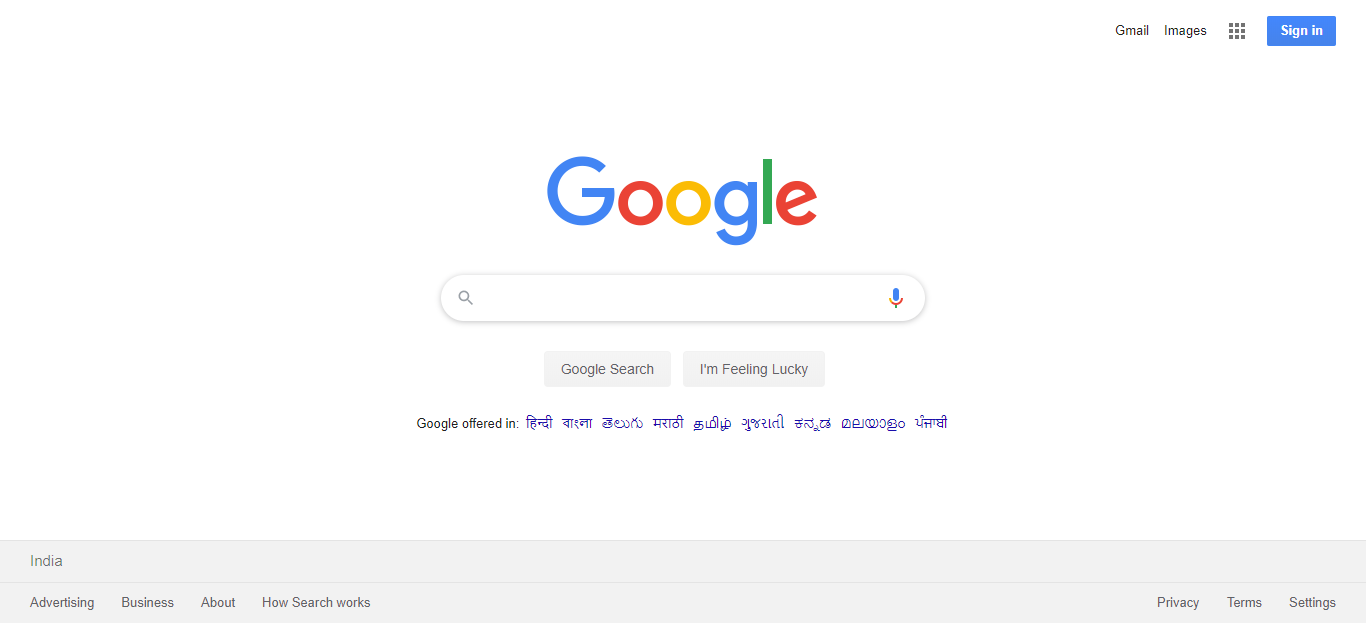 Gmail Images Sign in
Google
Google Search I'm Feeling Lucky
Google offered in: हिन्दी বাংলা తెలుగు मराठी தமிழ் ગુજરાતી ಕನ್ನಡ മലയാളം ਪੰਜਾਬੀ
India
Advertising Business About How Search works Privacy Terms Settings